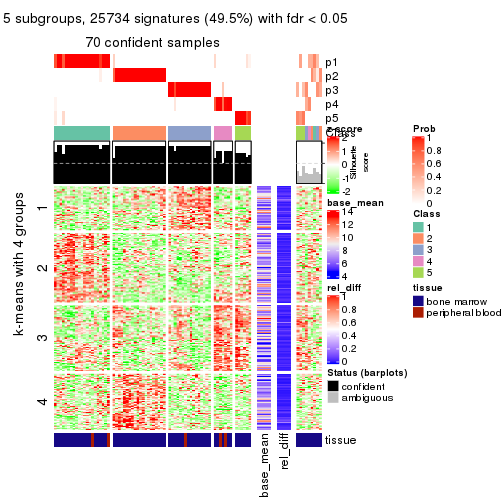 5 subgroups, 25734 signatures (49.5%) with fdr < 0.05
70 confident samples
p1
p2
p3
p4
p5
Class
Silhouette
score
k-means with 4 groups
1
2
3
4
tissue
base_mean
rel_diff
z-score
2
1
0
-1
-2
base_mean
14
12
10
8
6
4
rel_diff
1
0.8
0.6
0.4
0.2
0
Status (barplots)
confident
ambiguous
Prob
1
0.8
0.6
0.4
0.2
0
Class
1
2
3
4
5
tissue
bone marrow
peripheral blood